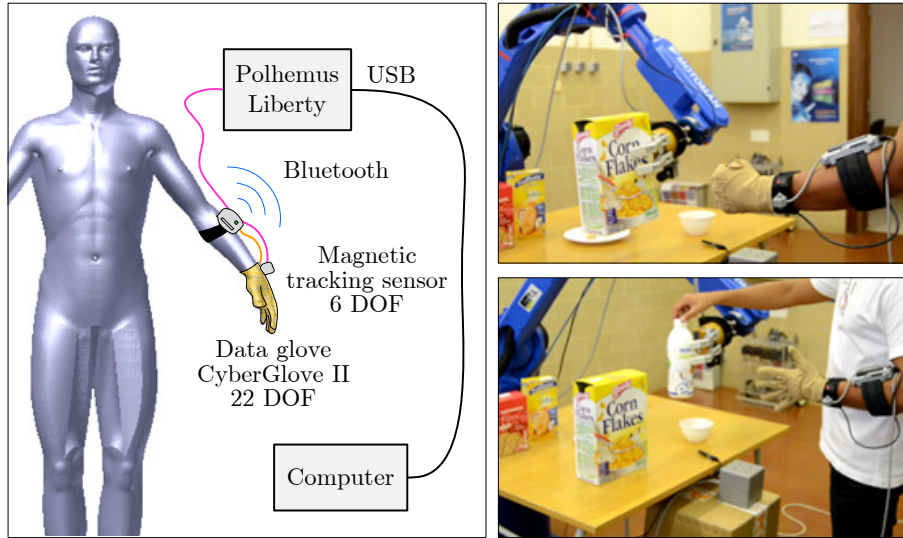 Polhemus
Liberty
USB
Bluetooth
Magnetic
tracking sensor
6 DOF
Data glove
CyberGlove II
22 DOF
Computer
MOTOMAN
Corn
Flakes
Corn
Flakes